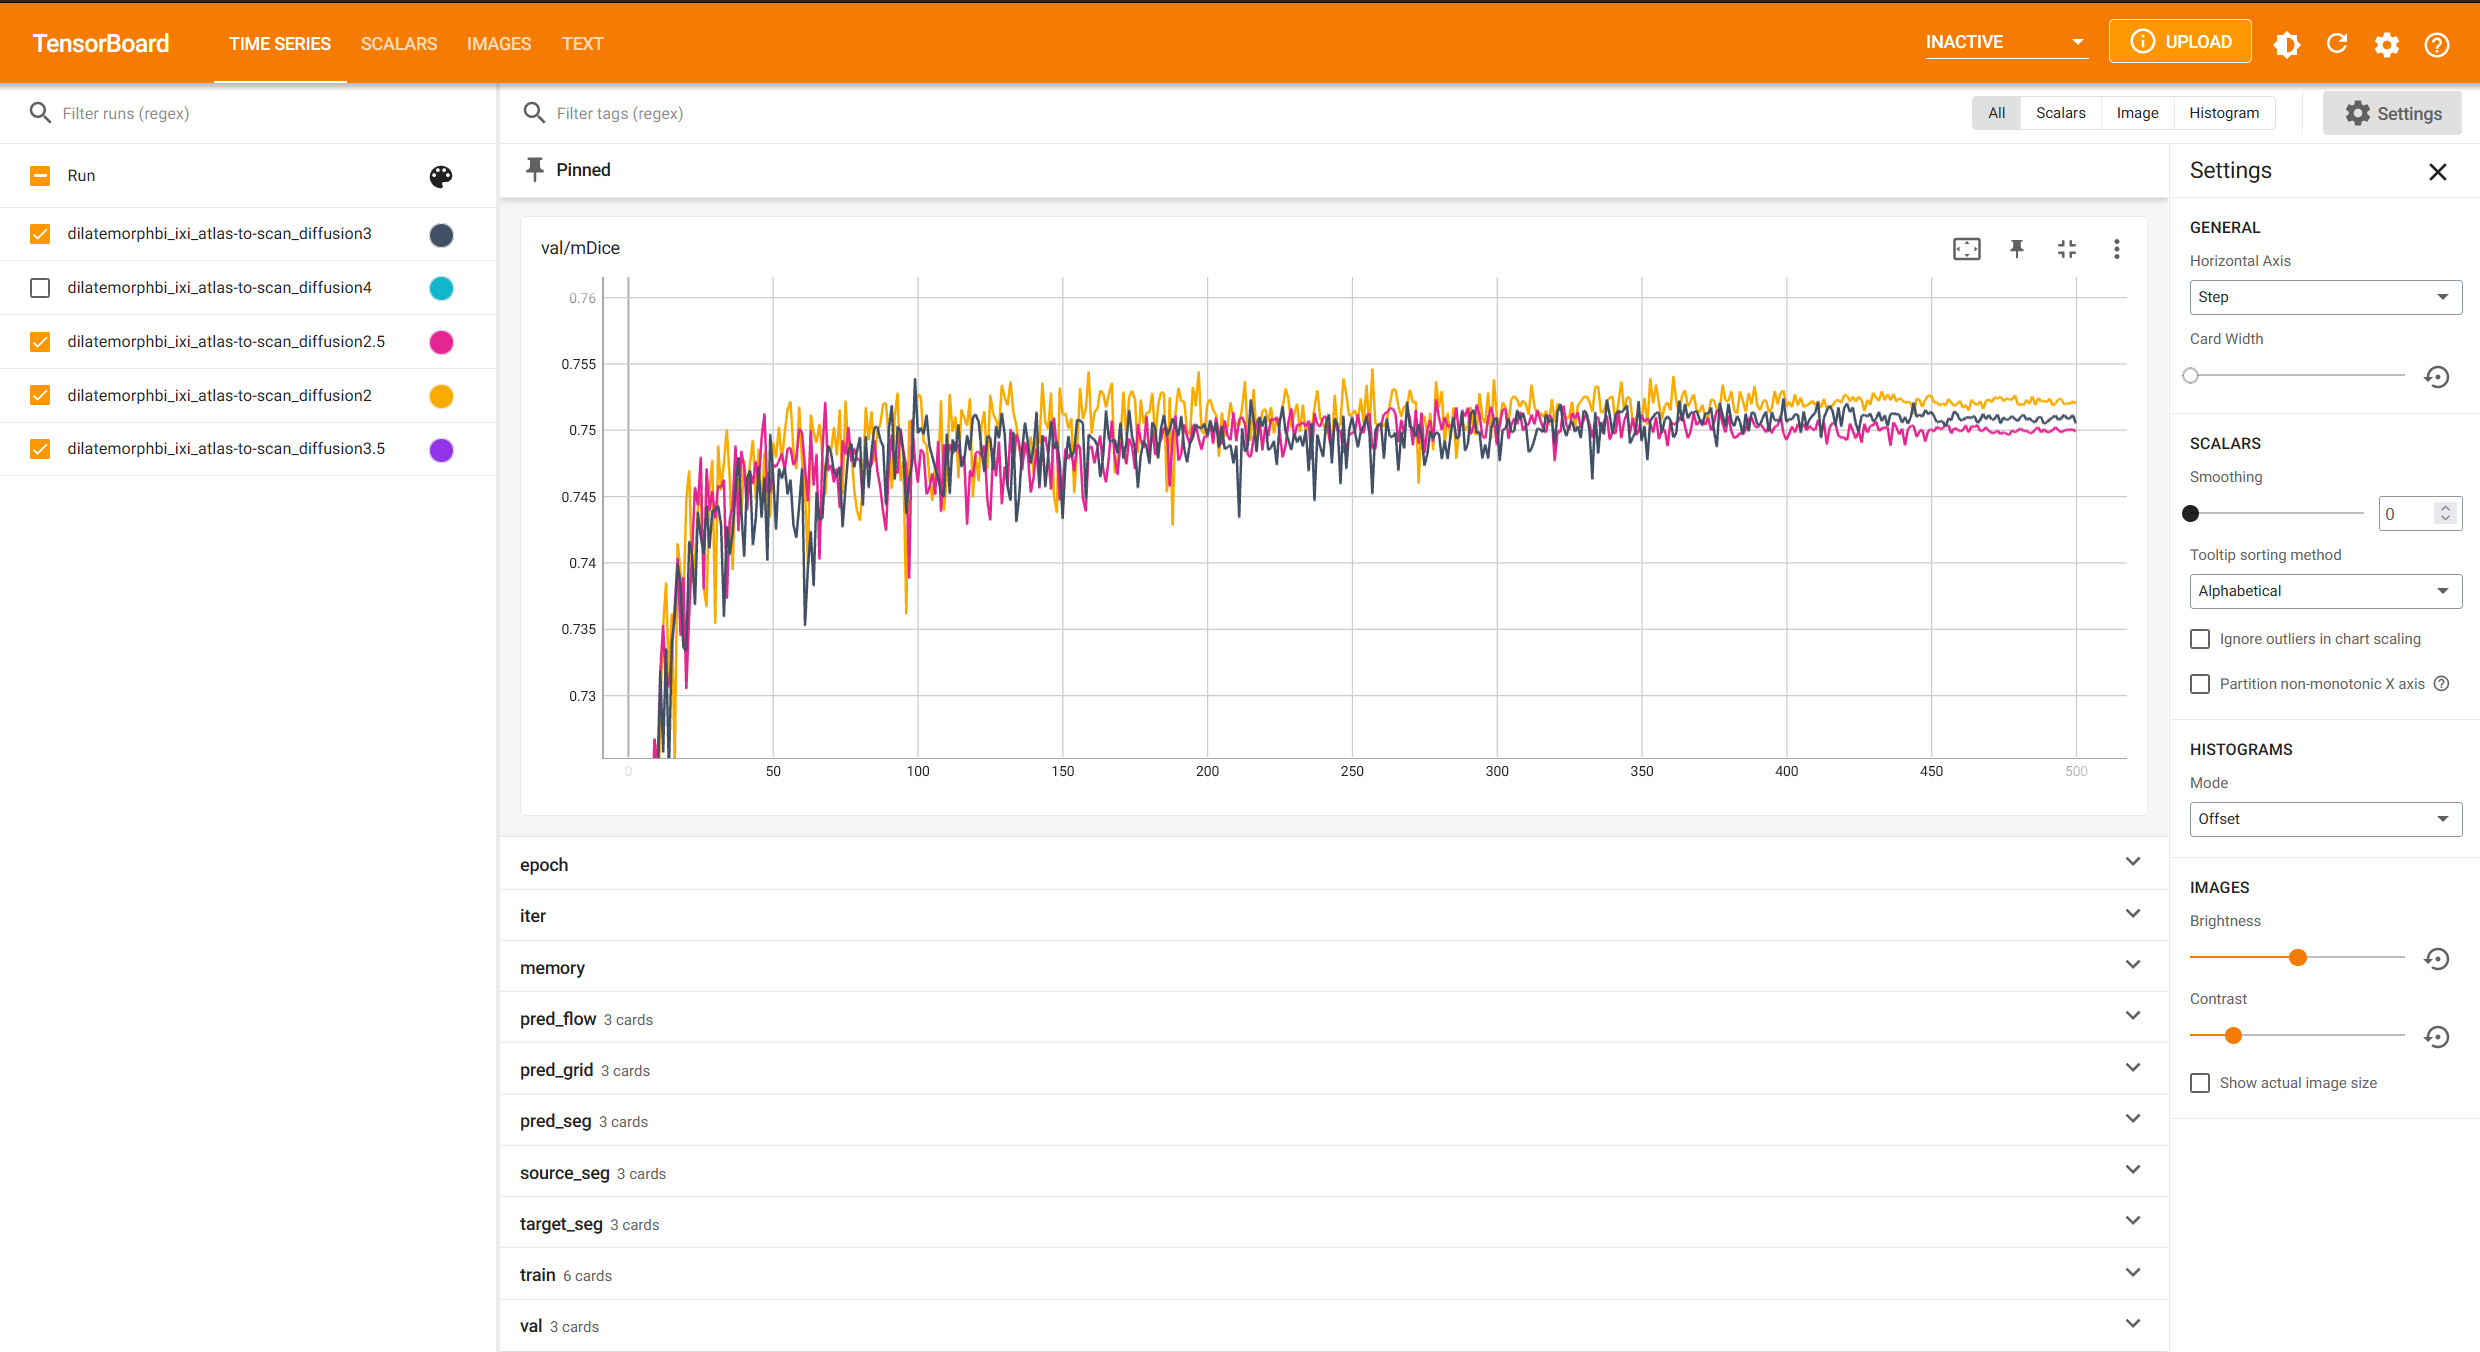 TensorBoard
TIME SERIES
SCALARS
IMAGES
TEXT
INACTIVE
UPLOAD
Filter runs (regex)
Run
dilatemorphbi_ixi_atlas-to-scan_diffusion3
dilatemorphbi_ixi_atlas-to-scan_diffusion4
dilatemorphbi_ixi_atlas-to-scan_diffusion2.5
dilatemorphbi_ixi_atlas-to-scan_diffusion2
dilatemorphbi_ixi_atlas-to-scan_diffusion3.5
Filter tags (regex)
All
Scalars
Image
Histogram
Settings
Pinned
val/mDice
0.76
0.755
0.75
0.745
0.74
0.735
0.73
0
50
100
150
200
250
300
350
400
450
500
epoch
iter
memory
pred_flow 3 cards
pred_grid 3 cards
pred_seg 3 cards
source_seg 3 cards
target_seg 3 cards
train 6 cards
val 3 cards
Settings
GENERAL
Horizontal Axis
Step
Card Width
SCALARS
Smoothing
0
Tooltip sorting method
Alphabetical
Ignore outliers in chart scaling
Partition non-monotonic X axis
HISTOGRAMS
Mode
Offset
IMAGES
Brightness
Contrast
Show actual image size